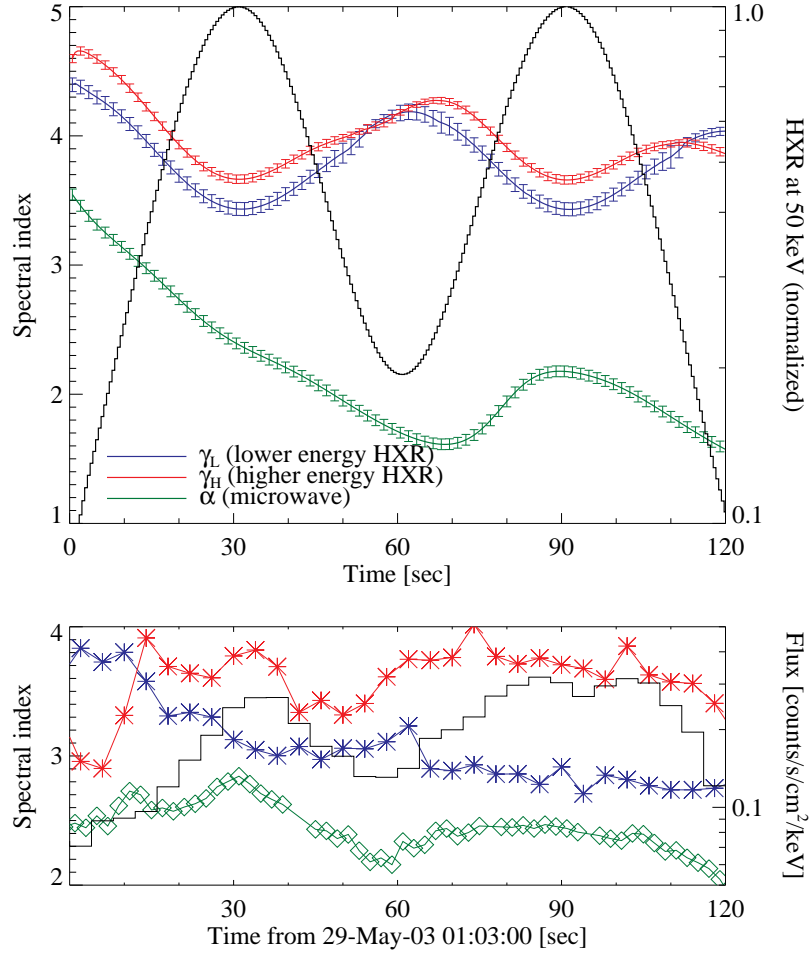 5
4
3
2
1
Spectral index
1.0
0.1
HXR at 50 keV (normalized)
γL (lower energy HXR)
γH (higher energy HXR)
α (microwave)
0 30 60 90 120
Time [sec]
4
3
2
Spectral index
0.1
Flux [counts/s/cm²/keV]
30 60 90 120
Time from 29-May-03 01:03:00 [sec]